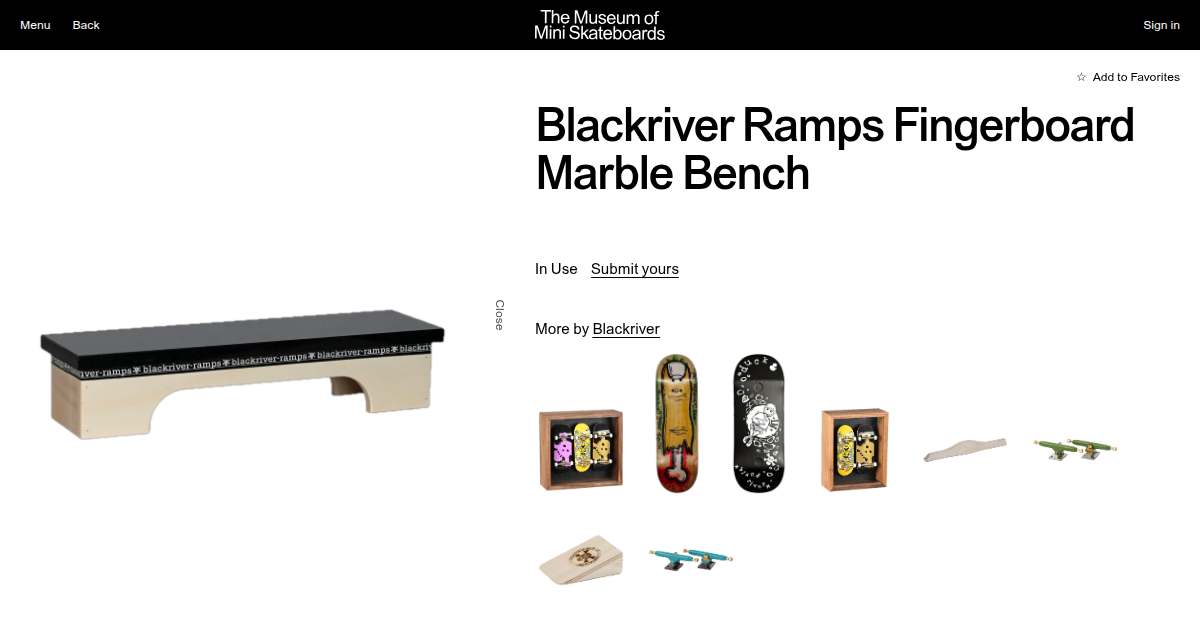 Menu
Back
The Museum of
Mini Skateboards
Sign in
☆ Add to Favorites
Blackriver Ramps Fingerboard
Marble Bench
In Use
Submit yours
Close
More by Blackriver
blackriver-ramps blackriver-ramps blackriver-ramps